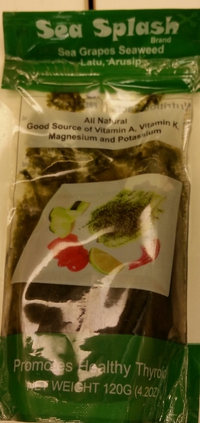 Sea Splash
Brand
Sea Grapes Seaweed
Latu, Arusip
All Natural
Good Source of Vitamin A, Vitamin K,
Magnesium and Potassium
Promotes Healthy Thyroid
NET WEIGHT 120G (4.2OZ)